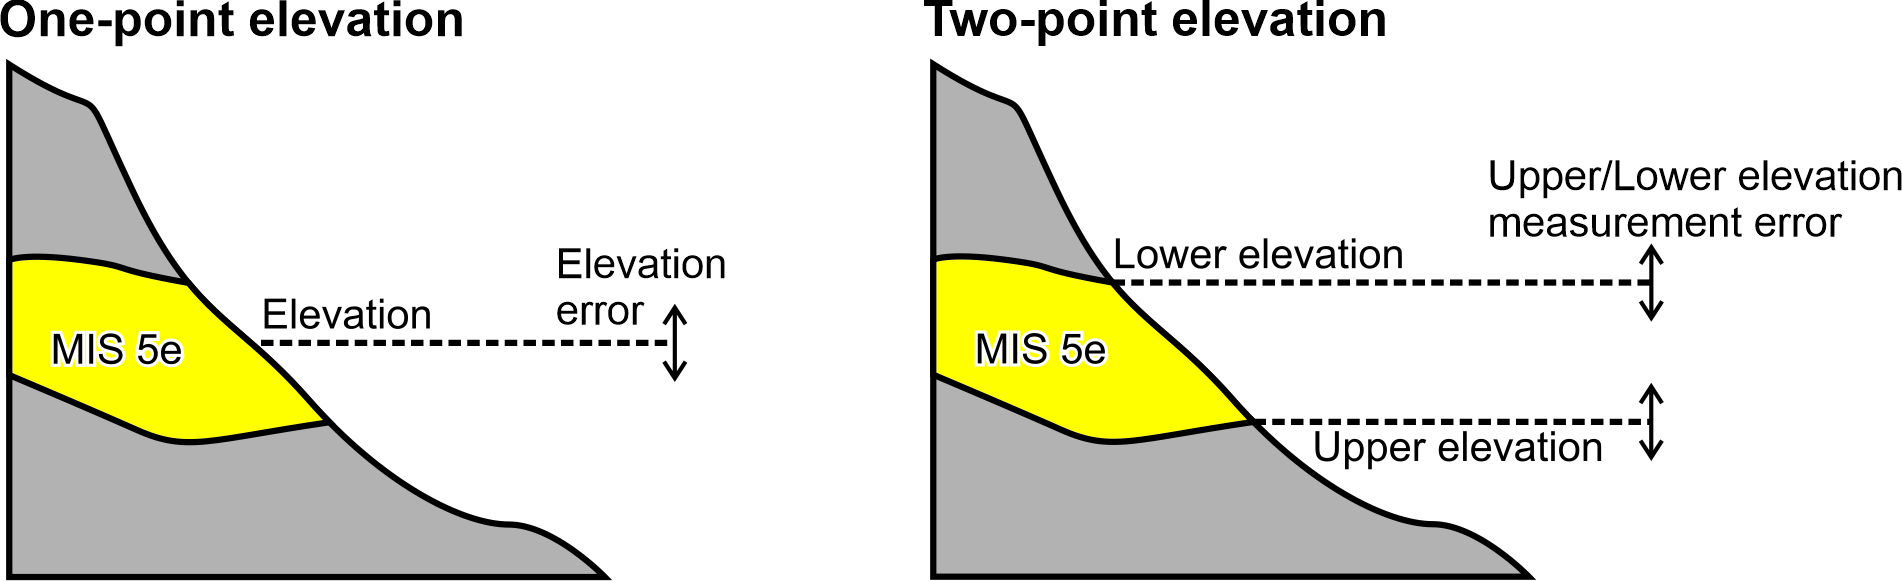 One-point elevation
Elevation
error
Elevation
MIS 5e
Two-point elevation
Upper/Lower elevation
measurement error
Lower elevation
MIS 5e
Upper elevation